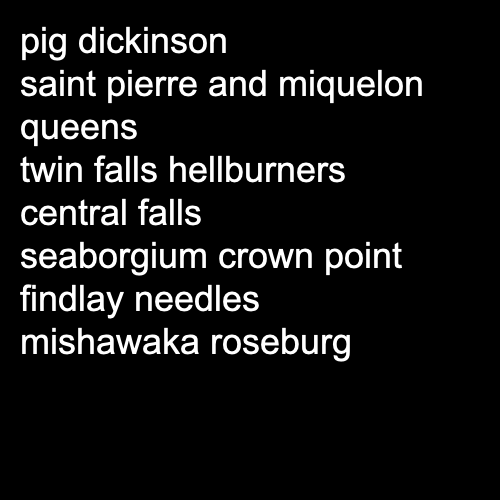 pig dickinson
saint pierre and miquelon
queens
twin falls hellburners
central falls
seaborgium crown point
findlay needles
mishawaka roseburg